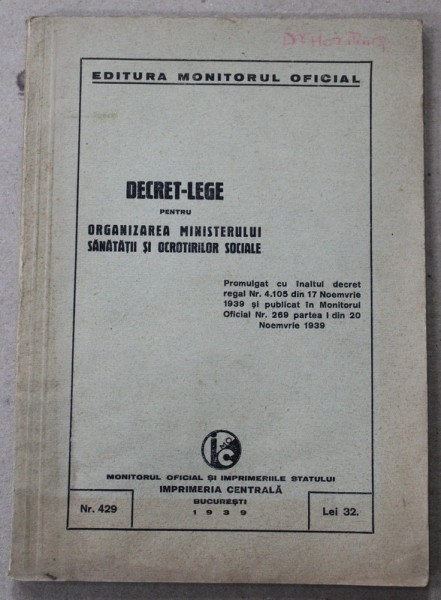 EDITURA MONITORUL OFICIAL
DECRET-LEGE
PENTRU
ORGANIZAREA MINISTERULUI
SĂNĂTĂȚII ȘI OCROTIRILOR SOCIALE
Promulgat cu înaltul decret
regal Nr. 4.105 din 17 Noemvrie
1939 și publicat în Monitorul
Oficial Nr. 269 partea I din 20
Noemvrie 1939
MONITORUL OFICIAL ȘI IMPRIMERIILE STATULUI
IMPRIMERIA CENTRALĂ
BUCUREȘTI
1939
Nr. 429
Lei 32.